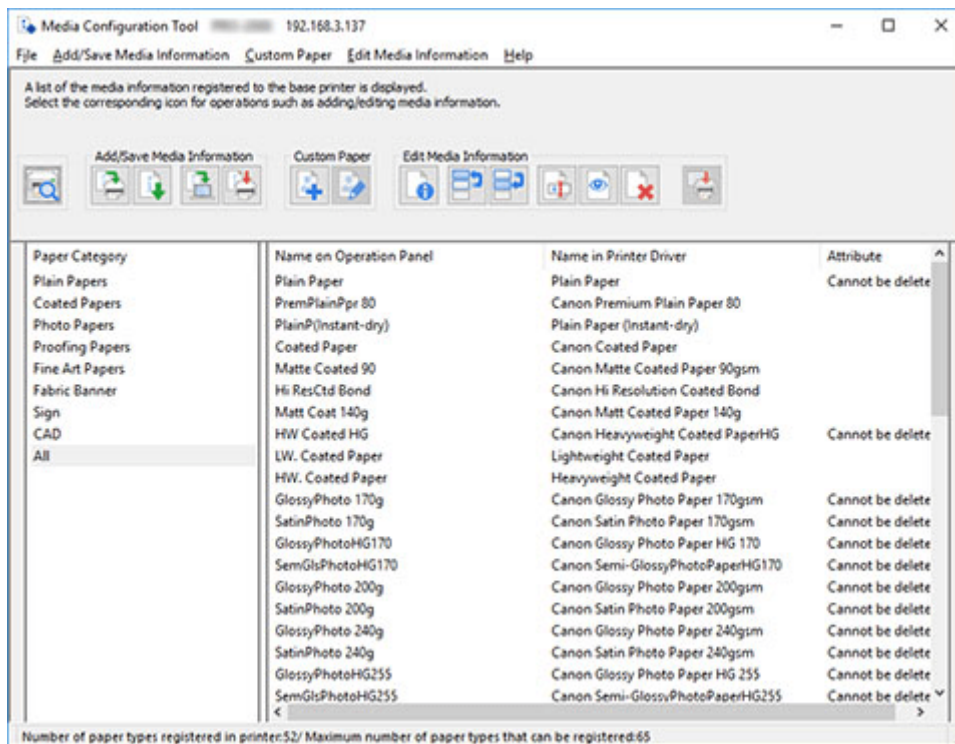 Media Configuration Tool 192.168.3.137
File Add/Save Media Information Custom Paper Edit Media Information Help
A list of the media information registered to the base printer is displayed.
Select the corresponding icon for operations such as adding/editing media information.
Add/Save Media Information Custom Paper Edit Media Information
Paper Category Name on Operation Panel Name in Printer Driver Attribute
Plain Papers Plain Paper Plain Paper Cannot be delete
Coated Papers PremPlainPpr 80 Canon Premium Plain Paper 80
Photo Papers PlainP(Instant-dry) Plain Paper (Instant-dry)
Proofing Papers Coated Paper Canon Coated Paper
Fine Art Papers Matte Coated 90 Canon Matte Coated Paper 90gsm
Fabric Banner Hi ResCtd Bond Canon Hi Resolution Coated Bond
Sign Matt Coat 140g Canon Matt Coated Paper 140g
CAD HW Coated HG Canon Heavyweight Coated PaperHG Cannot be delete
All LW. Coated Paper Lightweight Coated Paper
HW. Coated Paper Heavyweight Coated Paper
GlossyPhoto 170g Canon Glossy Photo Paper 170gsm Cannot be delete
SatinPhoto 170g Canon Satin Photo Paper 170gsm Cannot be delete
GlossyPhotoHG170 Canon Glossy Photo Paper HG 170 Cannot be delete
SemGlsPhotoHG170 Canon Semi-GlossyPhotoPaperHG170 Cannot be delete
GlossyPhoto 200g Canon Glossy Photo Paper 200gsm Cannot be delete
SatinPhoto 200g Canon Satin Photo Paper 200gsm Cannot be delete
GlossyPhoto 240g Canon Glossy Photo Paper 240gsm Cannot be delete
SatinPhoto 240g Canon Satin Photo Paper 240gsm Cannot be delete
GlossyPhotoHG255 Canon Glossy Photo Paper HG 255 Cannot be delete
SemGlsPhotoHG255 Canon Semi-GlossyPhotoPaperHG255 Cannot be delete
Number of paper types registered in printer:52/ Maximum number of paper types that can be registered:65